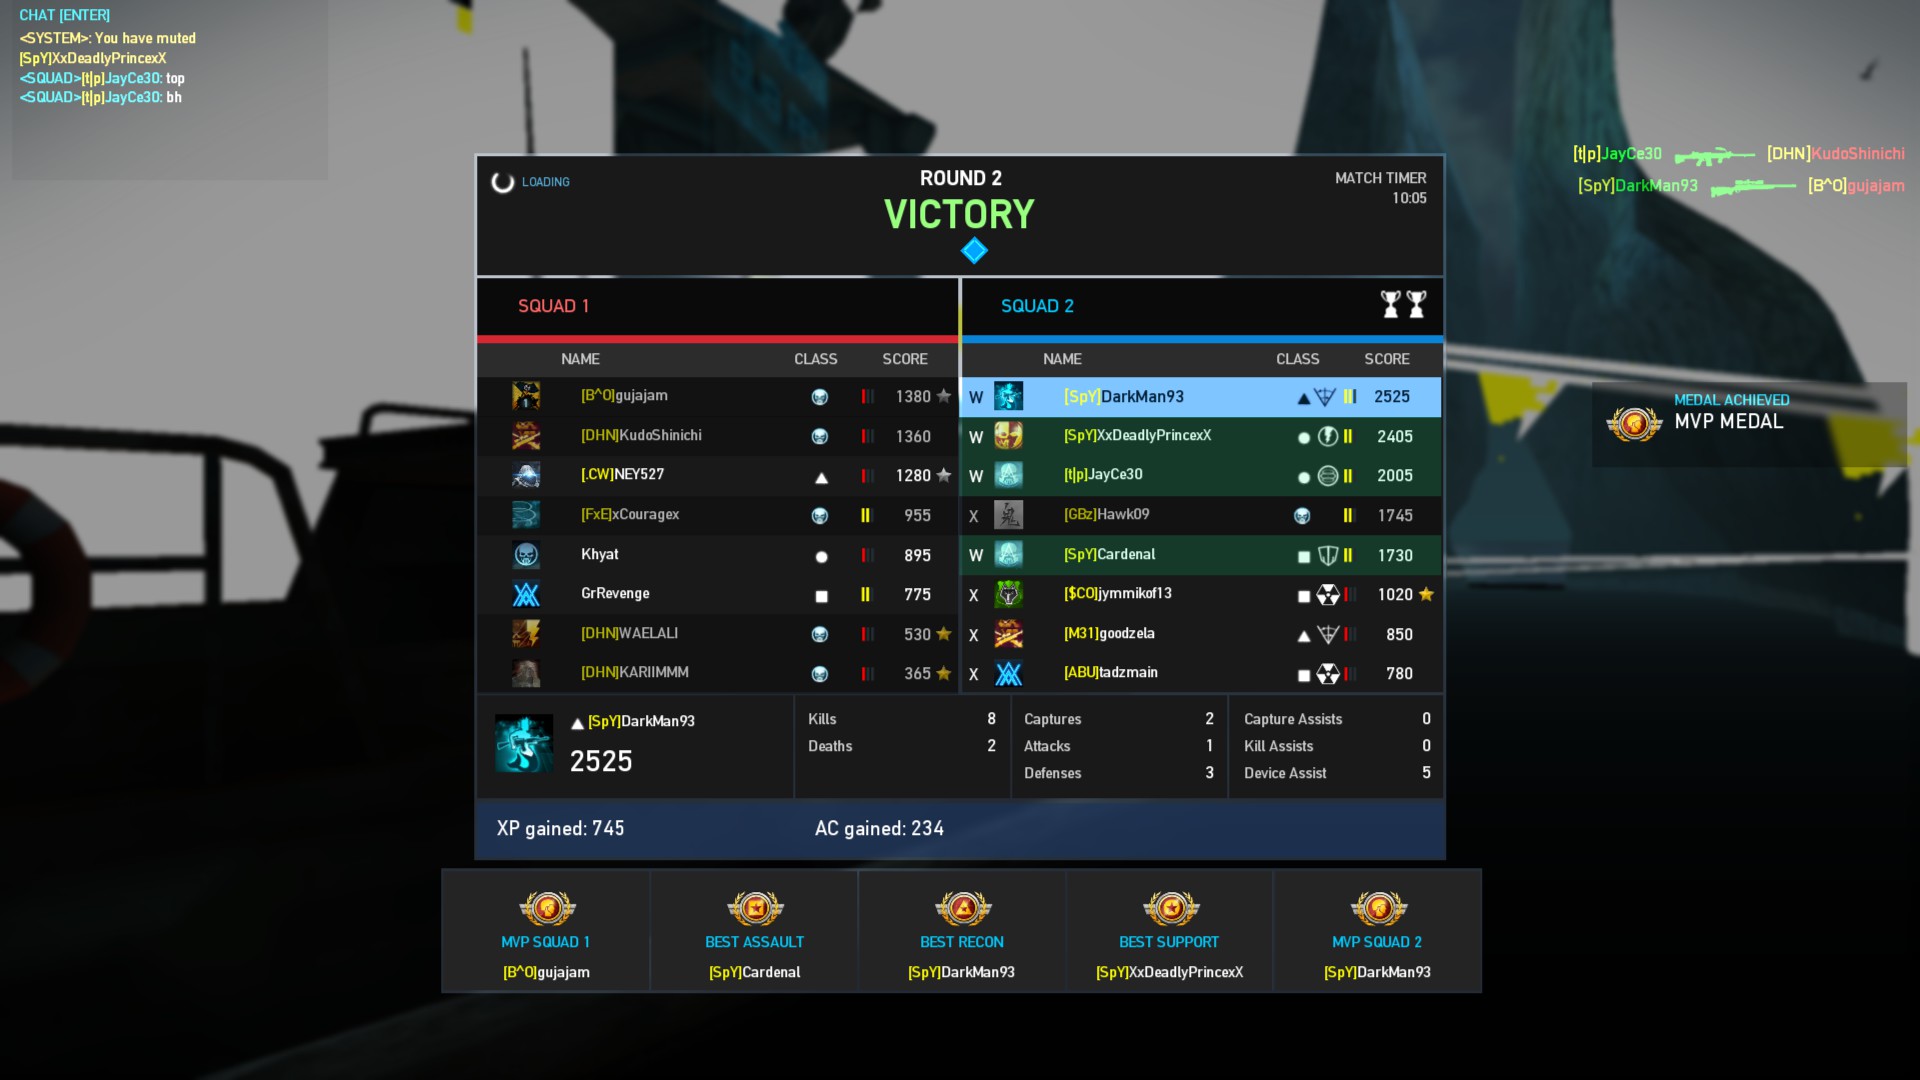 CHAT [ENTER]
<SYSTEM>: You have muted
[SpY]XxDeadlyPrincexX
<SQUAD>[t|p]JayCe30: top
<SQUAD>[t|p]JayCe30: bh
[t|p]JayCe30 [DHN]KudoShinichi
[SpY]DarkMan93 [B^O]gujajam
LOADING
ROUND 2
VICTORY
MATCH TIMER
10:05
SQUAD 1
NAME CLASS SCORE
[B^O]gujajam 1380
[DHN]KudoShinichi 1360
[.CW]NEY527 1280
[FxE]xCouragex 955
Khyat 895
GrRevenge 775
[DHN]WAELALI 530
[DHN]KARIIMMM 365
SQUAD 2
NAME CLASS SCORE
W [SpY]DarkMan93 2525
W [SpY]XxDeadlyPrincexX 2405
W [t|p]JayCe30 2005
X 鬼 [GBz]Hawk09 1745
W [SpY]Cardenal 1730
X [$CO]jymmikof13 1020
X [M31]goodzela 850
X [ABU]tadzmain 780
MEDAL ACHIEVED
MVP MEDAL
[SpY]DarkMan93
2525
Kills 8
Deaths 2
Captures 2
Attacks 1
Defenses 3
Capture Assists 0
Kill Assists 0
Device Assist 5
XP gained: 745
AC gained: 234
MVP SQUAD 1
[B^O]gujajam
BEST ASSAULT
[SpY]Cardenal
BEST RECON
[SpY]DarkMan93
BEST SUPPORT
[SpY]XxDeadlyPrincexX
MVP SQUAD 2
[SpY]DarkMan93